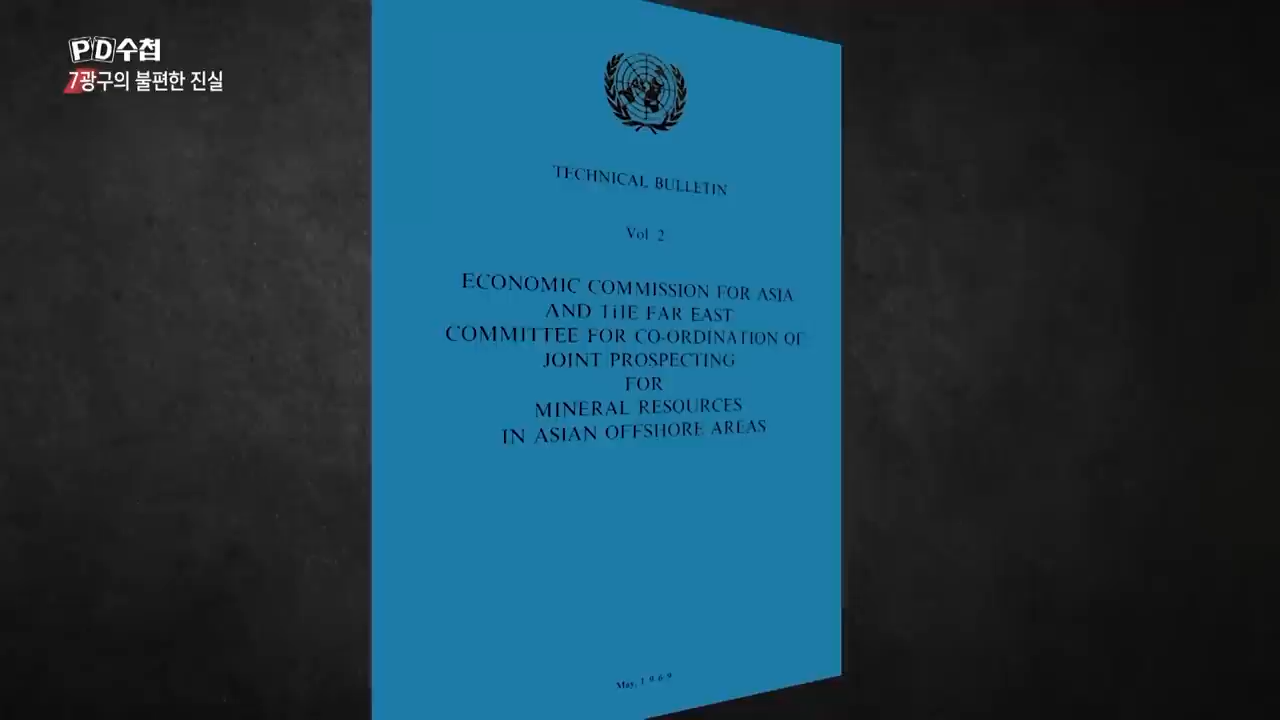 PD수첩
7광구의 불편한 진실
TECHNICAL BULLETIN
Vol 2
ECONOMIC COMMISSION FOR ASIA
AND THE FAR EAST
COMMITTEE FOR CO-ORDINATION OF
JOINT PROSPECTING
FOR
MINERAL RESOURCES
IN ASIAN OFFSHORE AREAS
May, 1969